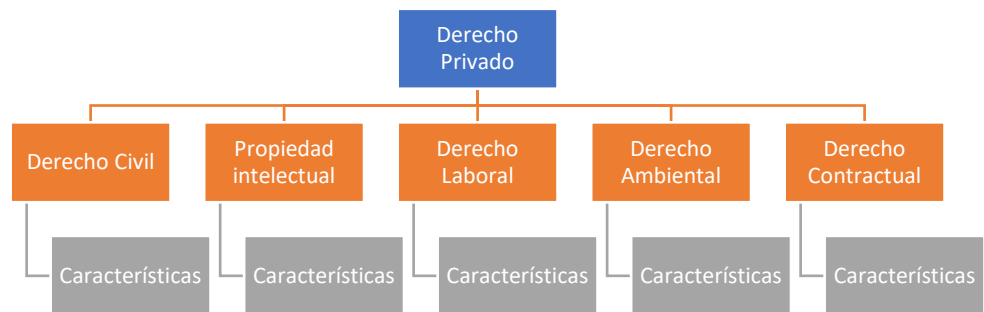 Derecho
Privado
Derecho Civil
Propiedad
intelectual
Derecho
Laboral
Derecho
Ambiental
Derecho
Contractual
Características
Características
Características
Características
Características